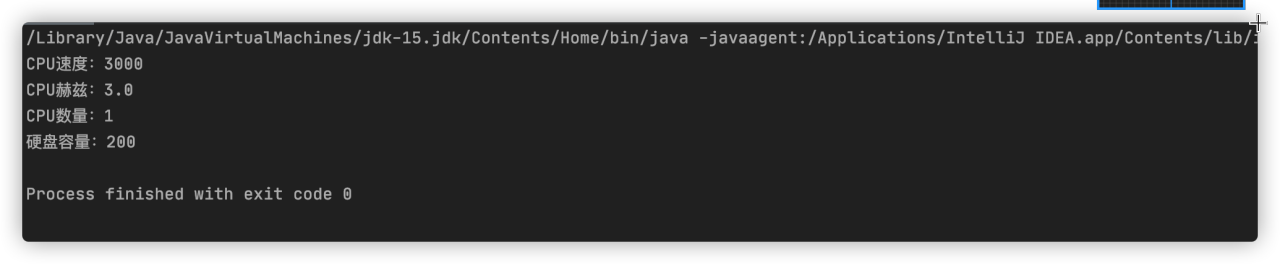 /Library/Java/JavaVirtualMachines/jdk-15.jdk/Contents/Home/bin/java -javaagent:/Applications/IntelliJ IDEA.app/Contents/lib/
CPU速度：3000
CPU赫兹：3.0
CPU数量：1
硬盘容量：200
Process finished with exit code 0